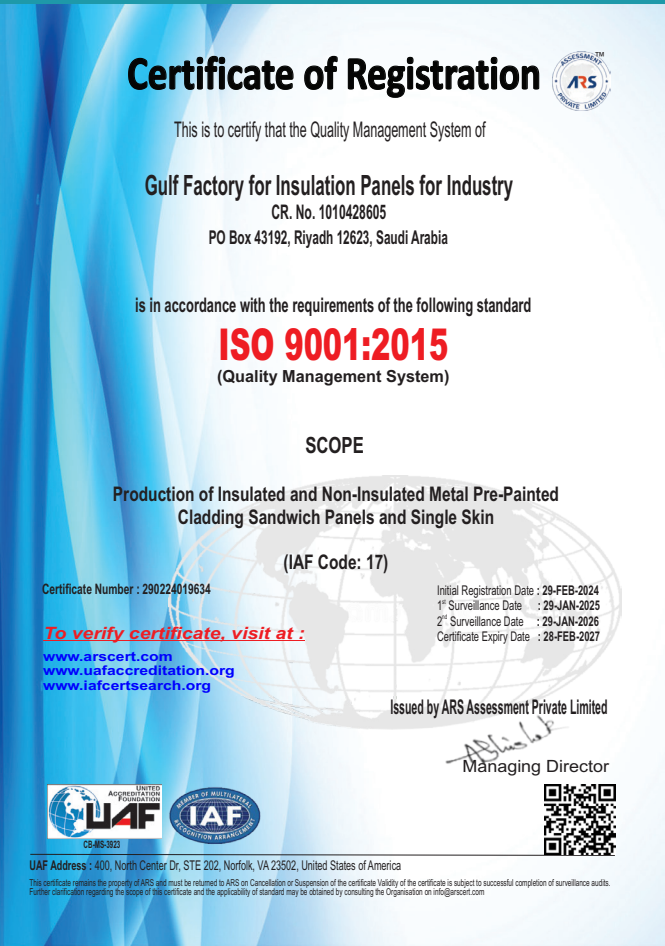 Certificate of Registration
ASSESSMENT
TM
ARS
PRIVATE LIMITED
This is to certify that the Quality Management System of
Gulf Factory for Insulation Panels for Industry
CR. No. 1010428605
PO Box 43192, Riyadh 12623, Saudi Arabia
is in accordance with the requirements of the following standard
ISO 9001:2015
(Quality Management System)
SCOPE
Production of Insulated and Non-Insulated Metal Pre-Painted
Cladding Sandwich Panels and Single Skin
(IAF Code: 17)
Certificate Number : 290224019634
Initial Registration Date : 29-FEB-2024
1st Surveillance Date : 29-JAN-2025
2nd Surveillance Date : 29-JAN-2026
Certificate Expiry Date : 28-FEB-2027
To verify certificate, visit at :
www.arscert.com
www.uafaccreditation.org
www.iafcertsearch.org
Issued by ARS Assessment Private Limited
Abhishek
Managing Director
UNITED
ACCREDITATION
FOUNDATION
UAF
CB-MS-3923
MEMBER OF MULTILATERAL
IAF
RECOGNITION ARRANGEMENT
UAF Address : 400, North Center Dr, STE 202, Norfolk, VA 23502, United States of America
This certificate remains the property of ARS and must be returned to ARS on Cancellation or Suspension of the certificate Validity of the certificate is subject to successful completion of surveillance audits.
Further clarification regarding the scope of this certificate and the applicability of standard may be obtained by consulting the Organisation on info@arscert.com